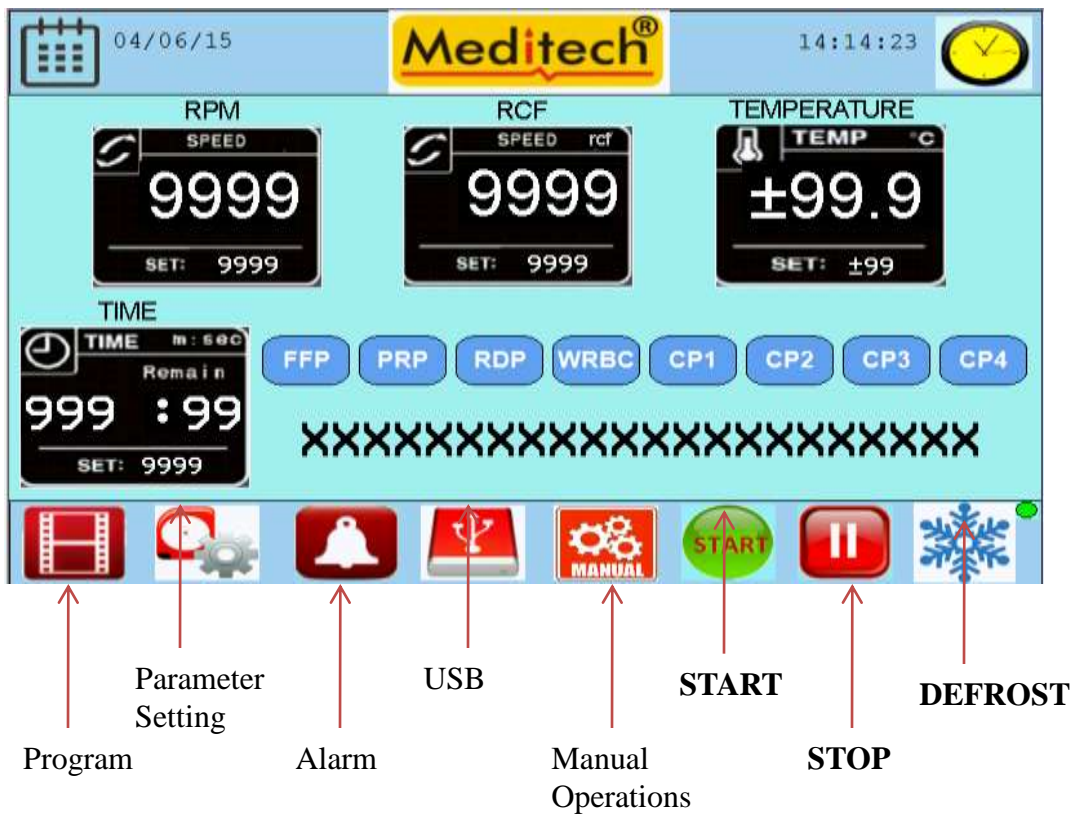 04/06/15
Meditech®
14:14:23
RPM
RCF
TEMPERATURE
SPEED
9999
SET: 9999
SPEED rcf
9999
SET: 9999
TEMP °C
±99.9
SET: ±99
TIME
TIME m:sec
Remain
999 :99
SET: 9999
FFP PRP RDP WRBC CP1 CP2 CP3 CP4
XXXXXXXXXXXXXXXXXXXXXX
MANUAL
START
Parameter
Setting
USB
START
DEFROST
Program
Alarm
Manual
Operations
STOP